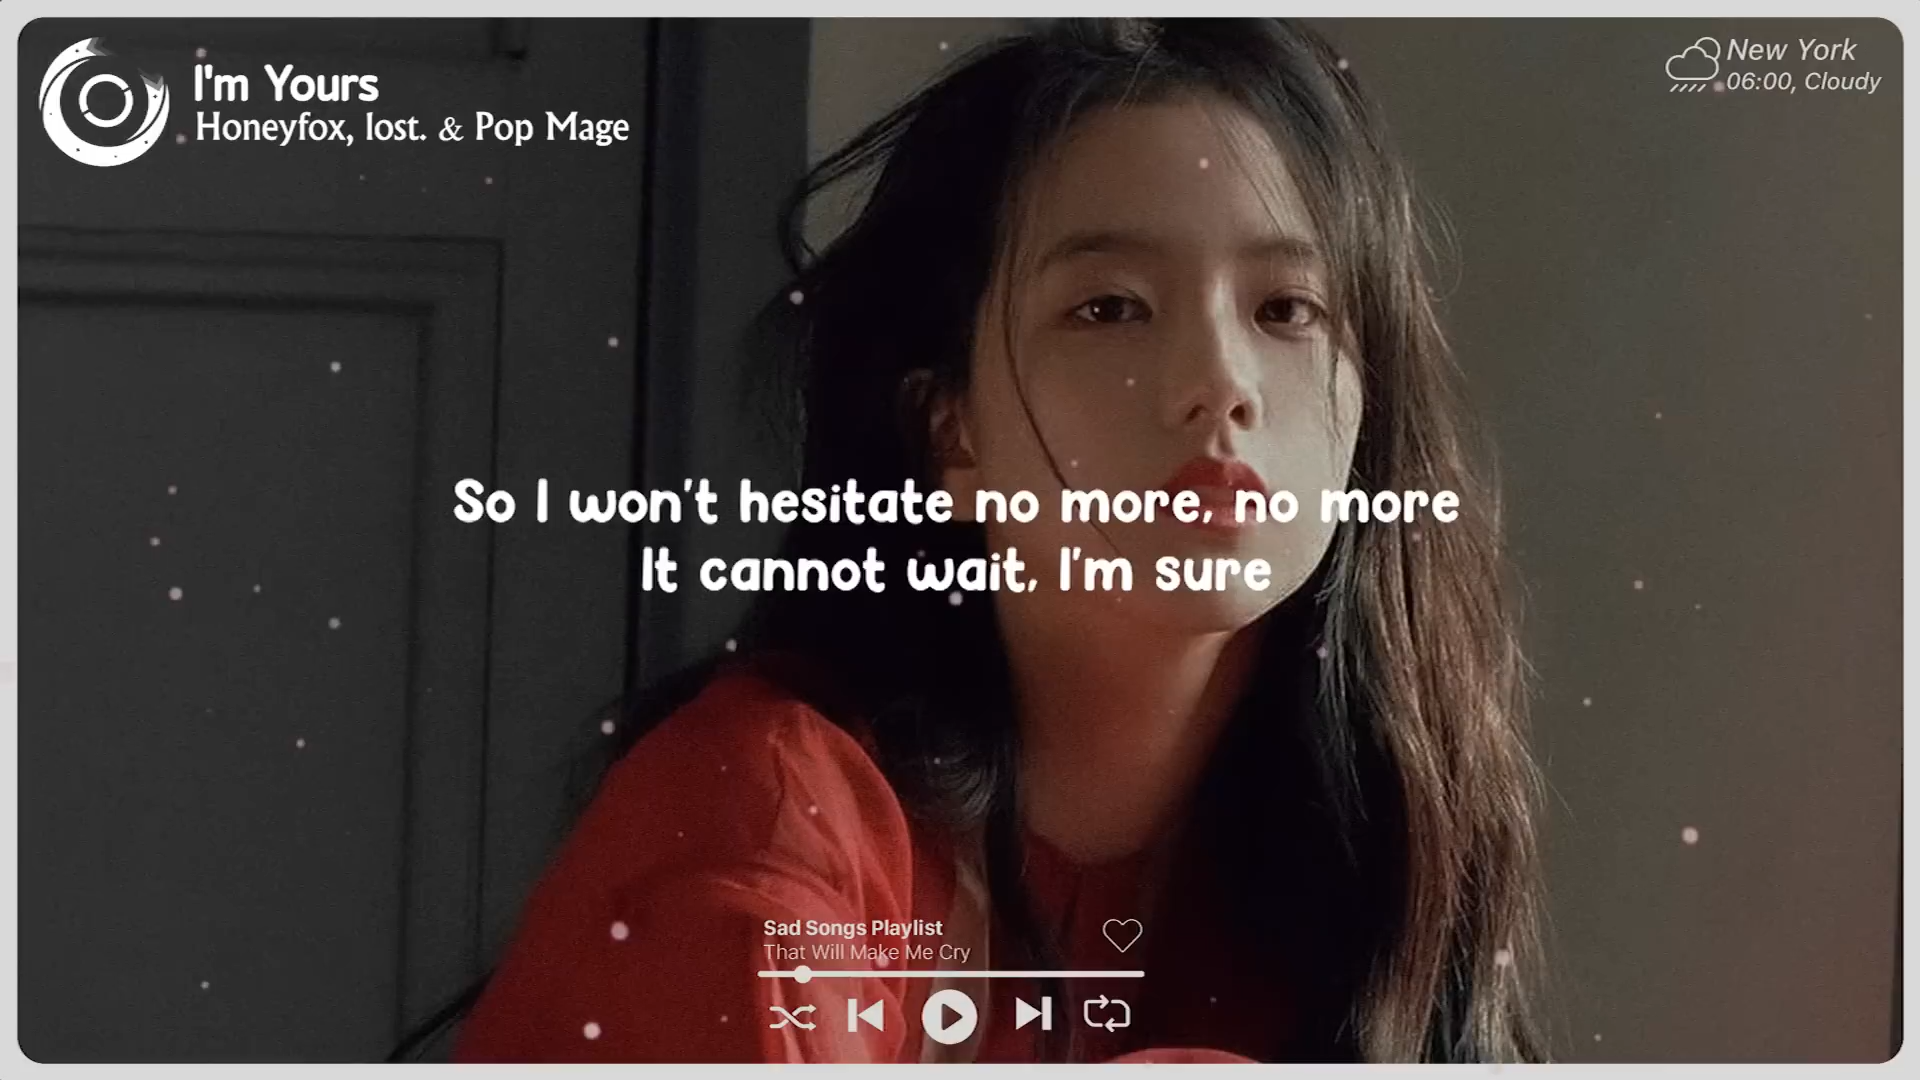 I'm Yours
Honeyfox, lost. & Pop Mage
New York
06:00, Cloudy
So I won't hesitate no more, no more
It cannot wait, I'm sure
Sad Songs Playlist
That Will Make Me Cry